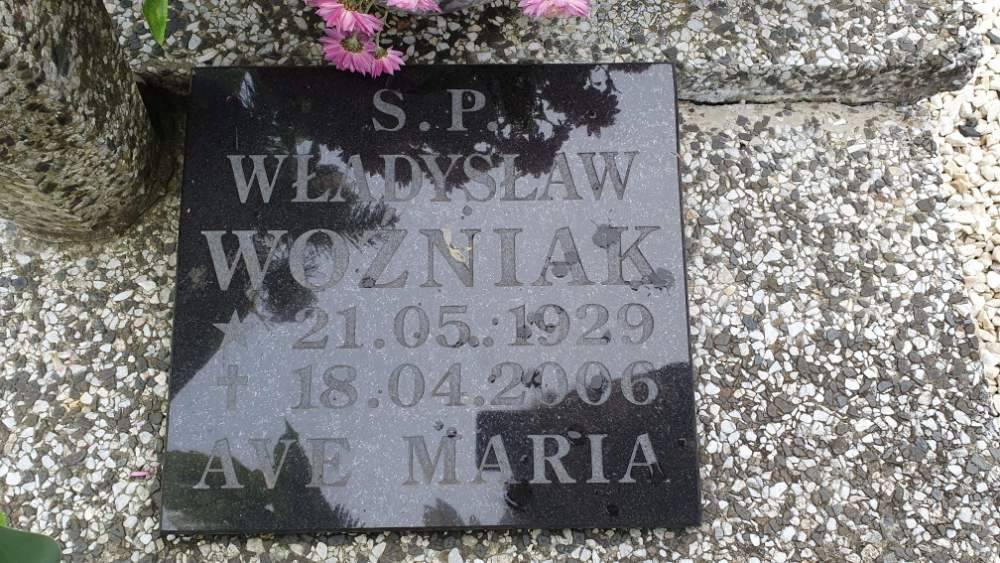 S.P.
WŁADYSŁAW
WOZNIAK
★ 21.05.1929
✝ 18.04.2006
AVE MARIA